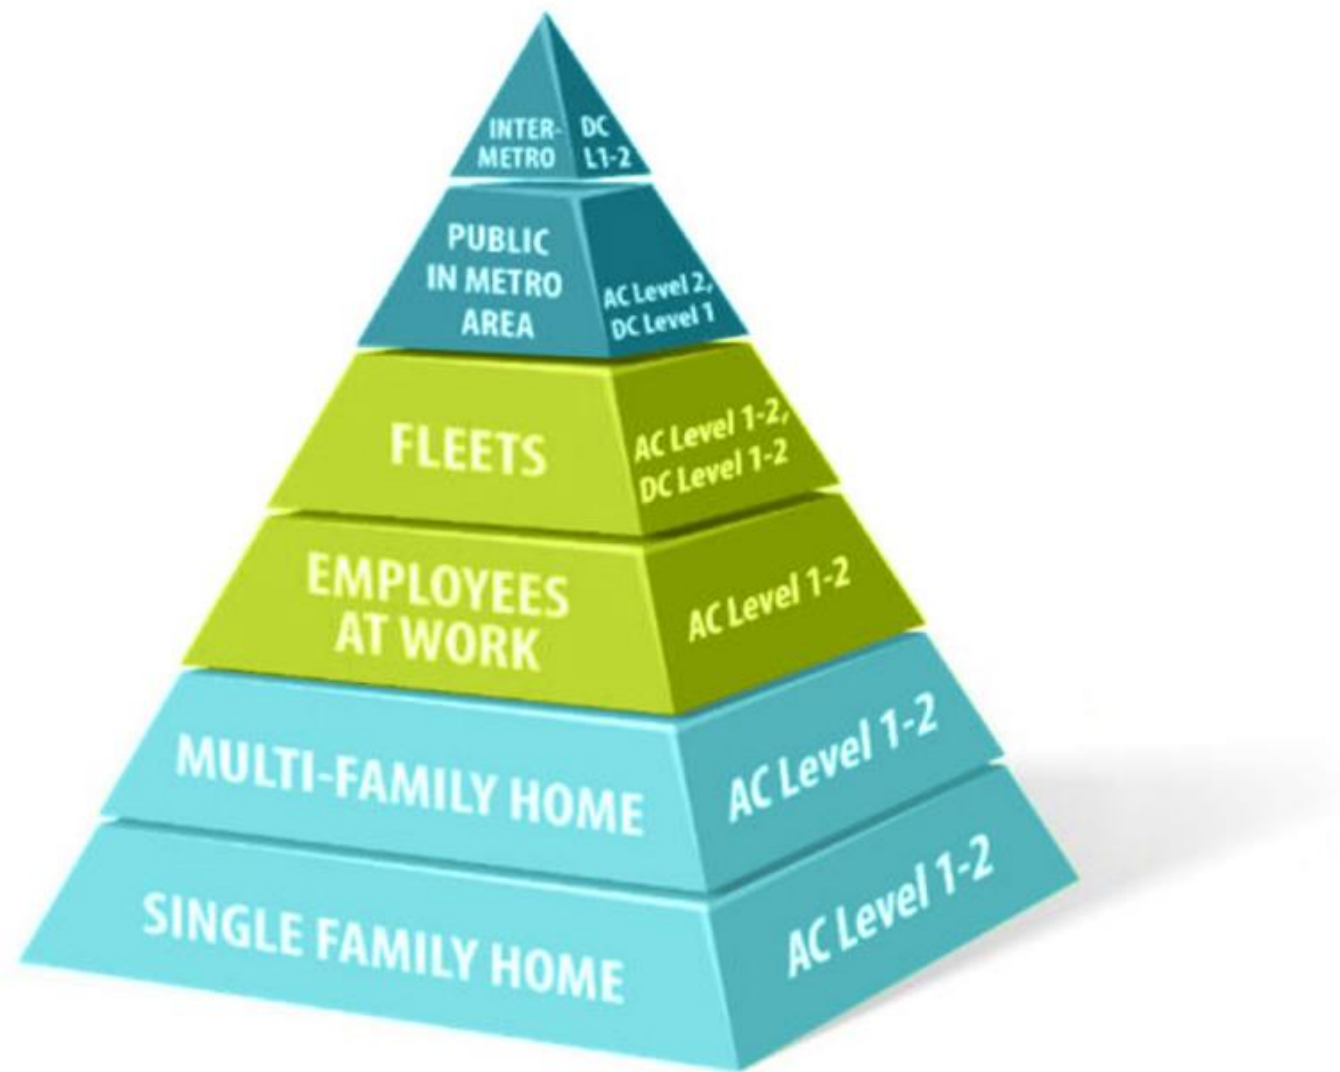 INTER-
METRO
DC
L1-2
PUBLIC
IN METRO
AREA
AC Level 2,
DC Level 1
FLEETS
AC Level 1-2,
DC Level 1-2
EMPLOYEES
AT WORK
AC Level 1-2
MULTI-FAMILY HOME
AC Level 1-2
SINGLE FAMILY HOME
AC Level 1-2